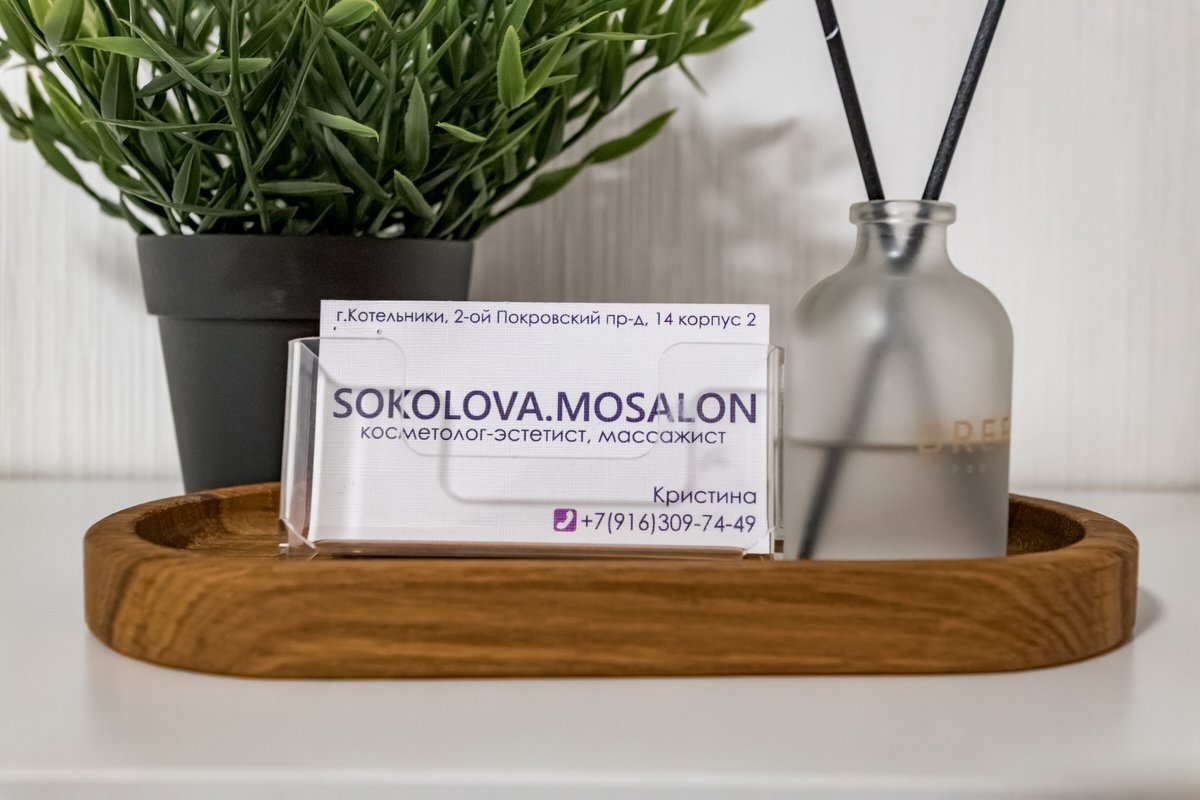 г.Котельники, 2-ой Покровский пр-д, 14 корпус 2
SOKOLOVA.MOSALON
косметолог-эстетист, массажист
Кристина
+7(916)309-74-49